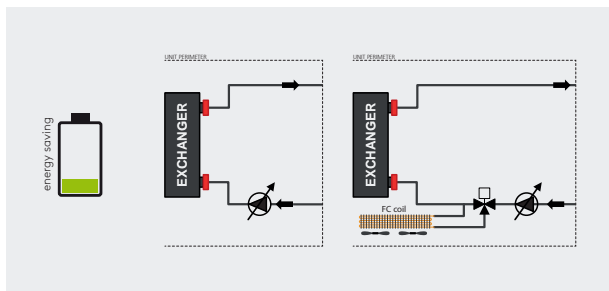 energy saving
UNIT PERIMETER
EXCHANGER
UNIT PERIMETER
EXCHANGER
FC coil